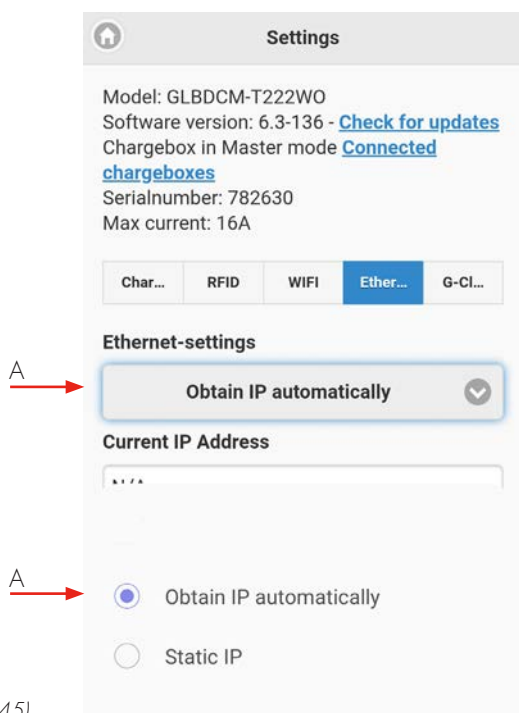 Settings
Model: GLBDCM-T222WO
Software version: 6.3-136 - Check for updates
Chargebox in Master mode Connected
chargeboxes
Serialnumber: 782630
Max current: 16A
Char... RFID WIFI Ether... G-Cl...
Ethernet-settings
A
Obtain IP automatically
Current IP Address
N/A
A
Obtain IP automatically
Static IP
45)